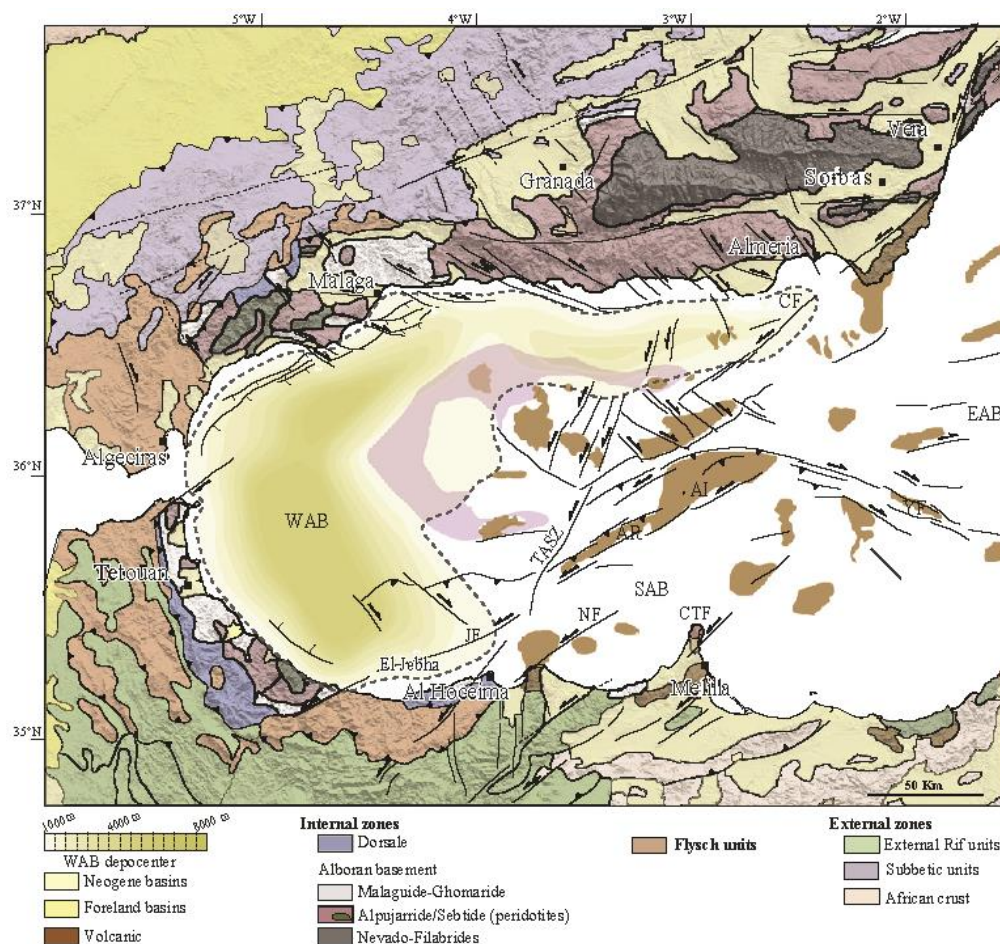 5°W 4°W 3°W 2°W
Vera
Granada
Sorbas
37°N
Almeria
Malaga
CF
EAB
Algeciras
36°N
AI
WAB
YF
AR
TASZ
Tetouan
SAB
NF
CTF
JF
El-Jebha
Al Hoceima
Melilla
35°N
50 Km
1000 m 4000 m 8000 m
WAB depocenter
Neogene basins
Foreland basins
Volcanic
Internal zones
Dorsale
Alboran basement
Malaguide-Ghomaride
Alpujarride/Sebtide (peridotites)
Nevado-Filabrides
Flysch units
External zones
External Rif units
Subbetic units
African crust